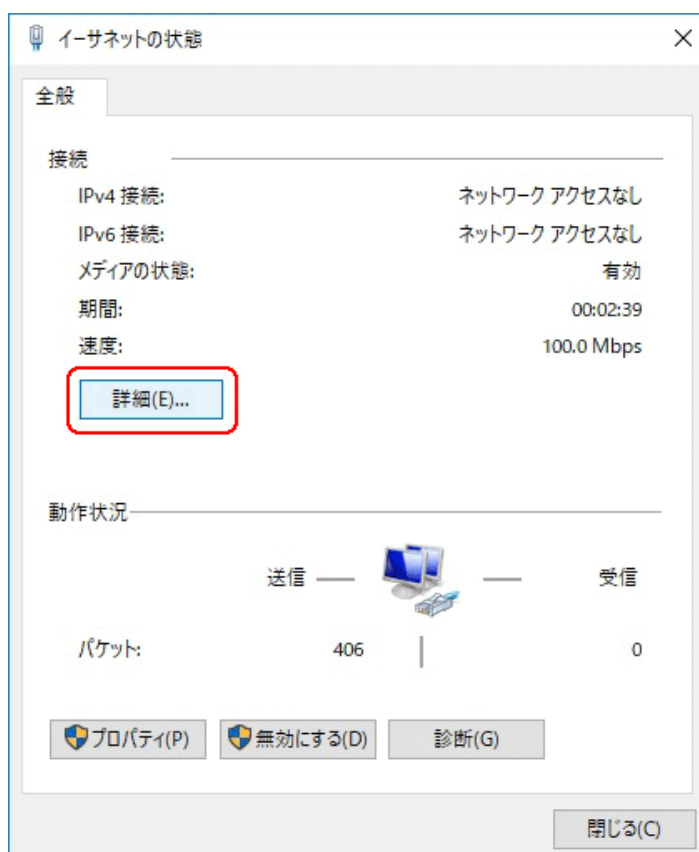 イーサネットの状態
全般
接続
IPv4 接続: ネットワーク アクセスなし
IPv6 接続: ネットワーク アクセスなし
メディアの状態: 有効
期間: 00:02:39
速度: 100.0 Mbps
詳細(E)...
動作状況
送信 受信
パケット: 406 0
プロパティ(P) 無効にする(D) 診断(G)
閉じる(C)